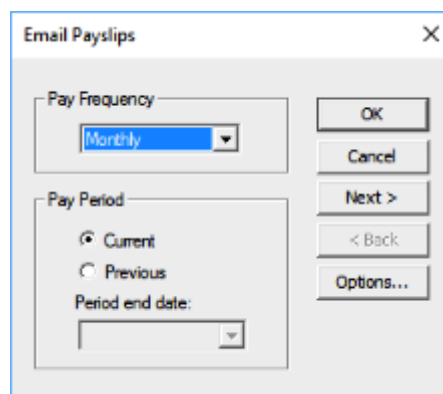 Email Payslips
Pay Frequency
Monthly
OK
Cancel
Pay Period
Next >
Current
< Back
Previous
Options...
Period end date: